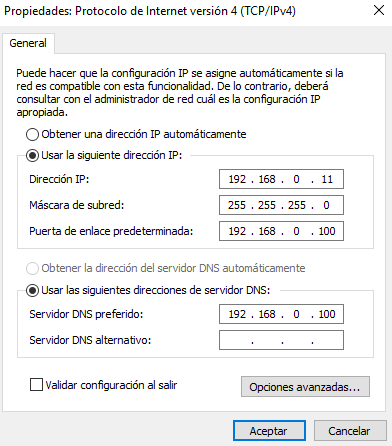 Propiedades: Protocolo de Internet versión 4 (TCP/IPv4)
General
Puede hacer que la configuración IP se asigne automáticamente si la
red es compatible con esta funcionalidad. De lo contrario, deberá
consultar con el administrador de red cuál es la configuración IP
apropiada.
Obtener una dirección IP automáticamente
Usar la siguiente dirección IP:
Dirección IP: 192 . 168 . 0 . 11
Máscara de subred: 255 . 255 . 255 . 0
Puerta de enlace predeterminada: 192 . 168 . 0 . 100
Obtener la dirección del servidor DNS automáticamente
Usar las siguientes direcciones de servidor DNS:
Servidor DNS preferido: 192 . 168 . 0 . 100
Servidor DNS alternativo: . . .
Validar configuración al salir
Opciones avanzadas...
Aceptar Cancelar